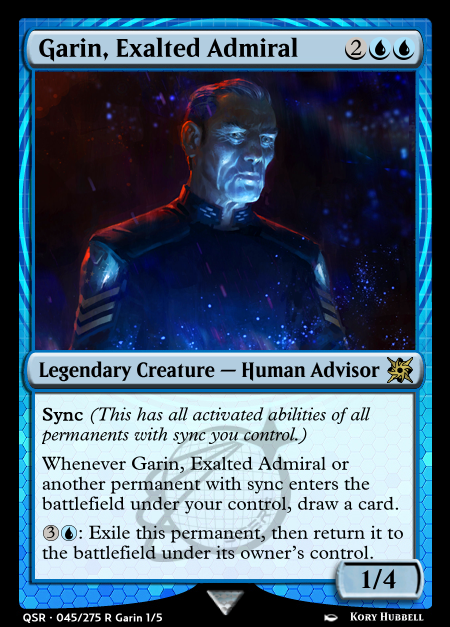 Garin, Exalted Admiral 2
Legendary Creature — Human Advisor
Sync (This has all activated abilities of all
permanents with sync you control.)
Whenever Garin, Exalted Admiral or
another permanent with sync enters the
battlefield under your control, draw a card.
3: Exile this permanent, then return it to
the battlefield under its owner's control.
1/4
QSR · 045/275 R Garin 1/5
Kory Hubbell